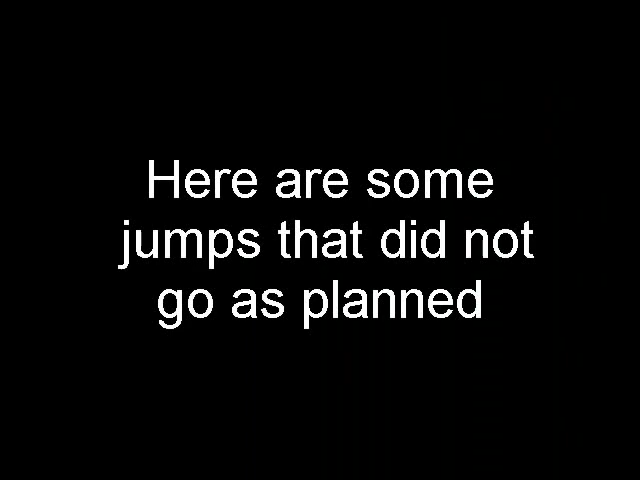 Here are some
jumps that did not
go as planned